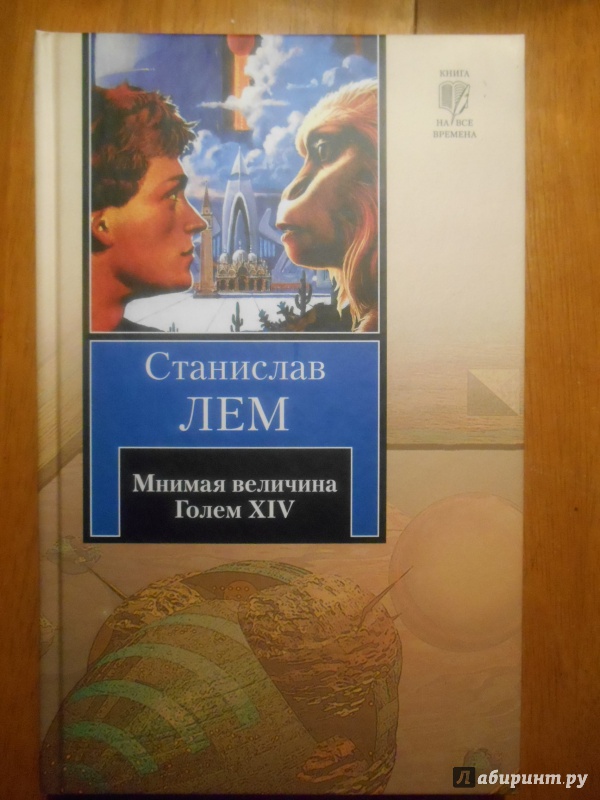 КНИГА
НА ВСЕ
ВРЕМЕНА
Станислав
ЛЕМ
Мнимая величина
Голем XIV
Лабиринт.ру